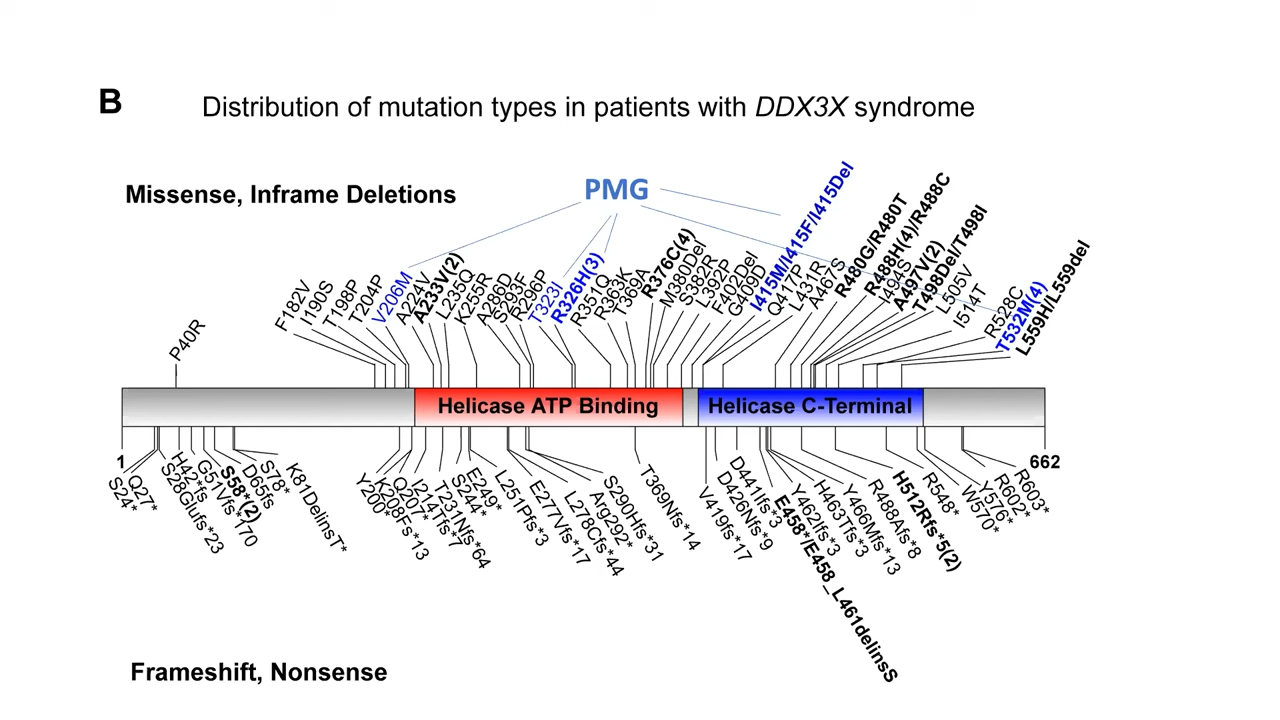 B
Distribution of mutation types in patients with DDX3X syndrome
Missense, Inframe Deletions
PMG
P40R
F182V
I190S
T198P
T204P
V206M
A224V
A233V(2)
L235Q
K255R
A286D
S293F
R296P
T323I
R326H(3)
R351Q
R363K
T369A
R376C(4)
M380Del
S382R
L392P
F402Del
G409D
I415M/I415F/I415Del
Q417P
L431R
A467S
R480G/R480T
R488H(4)/R488C
I494S
A497V(2)
T498Del/T498I
L505V
I514T
R528C
T532M(4)
L559H/L559del
Helicase ATP Binding
Helicase C-Terminal
1
662
S24*
Q27*
S28Glufs*23
H42*fs
G51Vfs*170
S58*(2)
D65fs
S78*
K81DelinsT*
Y200*
K208Fs*13
Q207*
I214Tfs*7
T231Nfs*64
S244*
E249*
L251Pfs*3
E277Vfs*17
L278Cfs*44
Arg292*
S290Hfs*31
T369Nfs*14
V419fs*17
D426Nfs*9
D441Ifs*3
E458*/E458_L461delinsS
Y462Ifs*3
H463Tfs*3
Y466Mfs*13
R488Afs*8
H512Rfs*5(2)
R548*
W570*
Y576*
R602*
R603*
Frameshift, Nonsense